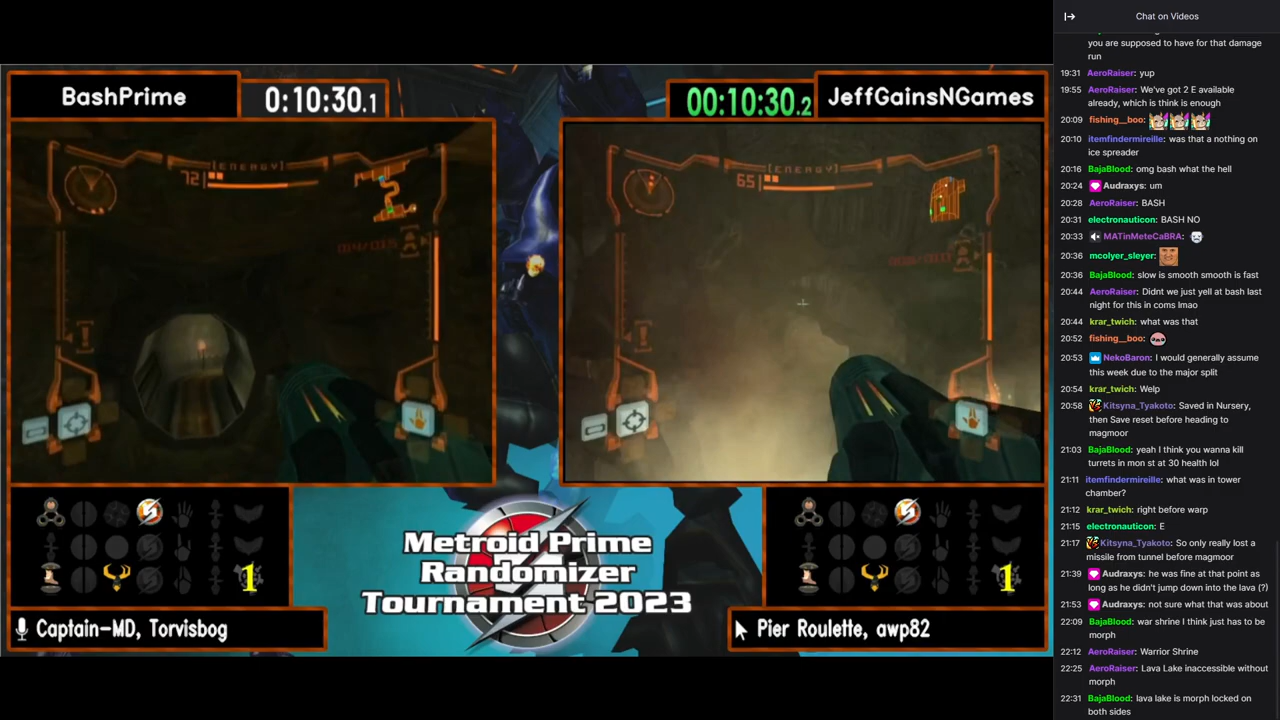 BashPrime
0:10:30.1
00:10:30.2
JeffGainsNGames
[ENERGY]
72
[ENERGY]
65
1
1
Metroid Prime
Randomizer
Tournament 2023
Captain-MD, Torvisbog
Pier Roulette, awp82
Chat on Videos
you are supposed to have for that damage
run
19:31 AeroRaiser: yup
19:55 AeroRaiser: We've got 2 E available
already, which is think is enough
20:09 fishing__boo:
20:10 itemfindermireille: was that a nothing on
ice spreader
20:16 BajaBlood: omg bash what the hell
20:24 Audraxys: um
20:28 AeroRaiser: BASH
20:31 electronauticon: BASH NO
20:33 MATinMeteCaBRA:
20:36 mcolyer_sleyer:
20:36 BajaBlood: slow is smooth smooth is fast
20:44 AeroRaiser: Didnt we just yell at bash last
night for this in coms lmao
20:44 krar_twich: what was that
20:52 fishing__boo:
20:53 NekoBaron: I would generally assume
this week due to the major split
20:54 krar_twich: Welp
20:58 Kitsyna_Tyakoto: Saved in Nursery,
then Save reset before heading to
magmoor
21:03 BajaBlood: yeah I think you wanna kill
turrets in mon st at 30 health lol
21:11 itemfindermireille: what was in tower
chamber?
21:12 krar_twich: right before warp
21:15 electronauticon: E
21:17 Kitsyna_Tyakoto: So only really lost a
missile from tunnel before magmoor
21:39 Audraxys: he was fine at that point as
long as he didn't jump down into the lava (?)
21:53 Audraxys: not sure what that was about
22:09 BajaBlood: war shrine I think just has to be
morph
22:12 AeroRaiser: Warrior Shrine
22:25 AeroRaiser: Lava Lake inaccessible without
morph
22:31 BajaBlood: lava lake is morph locked on
both sides